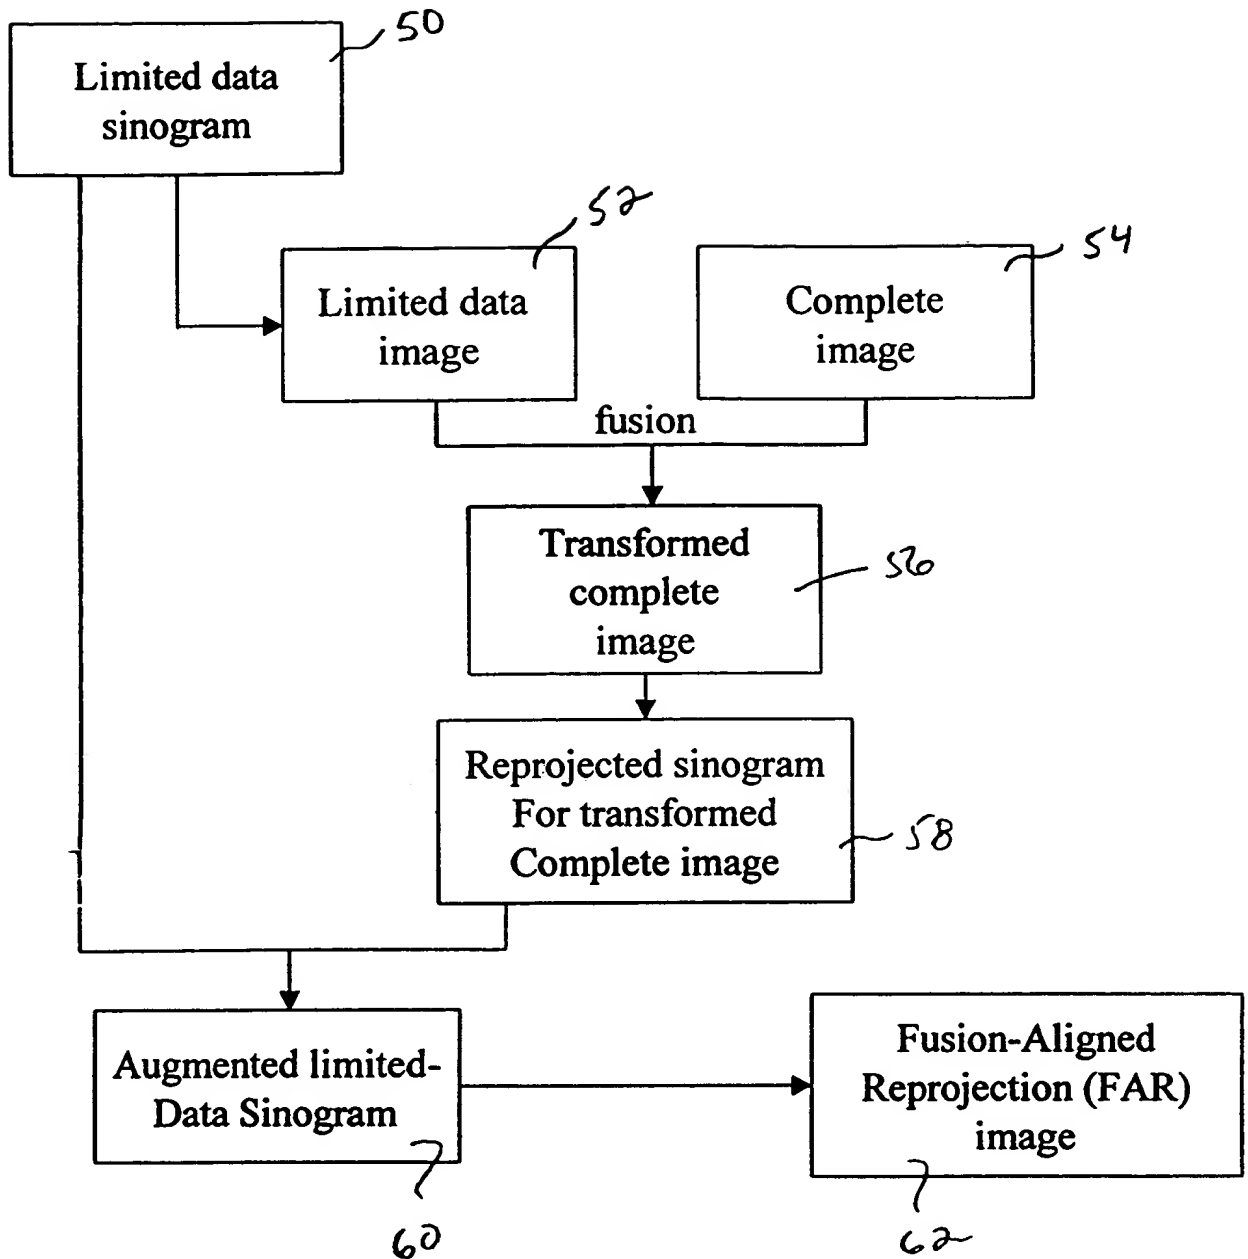 50
Limited data
sinogram
52
54
Limited data
image
Complete
image
fusion
Transformed
complete
image
56
Reprojected sinogram
For transformed
Complete image
58
Augmented limited-
Data Sinogram
Fusion-Aligned
Reprojection (FAR)
image
60
62